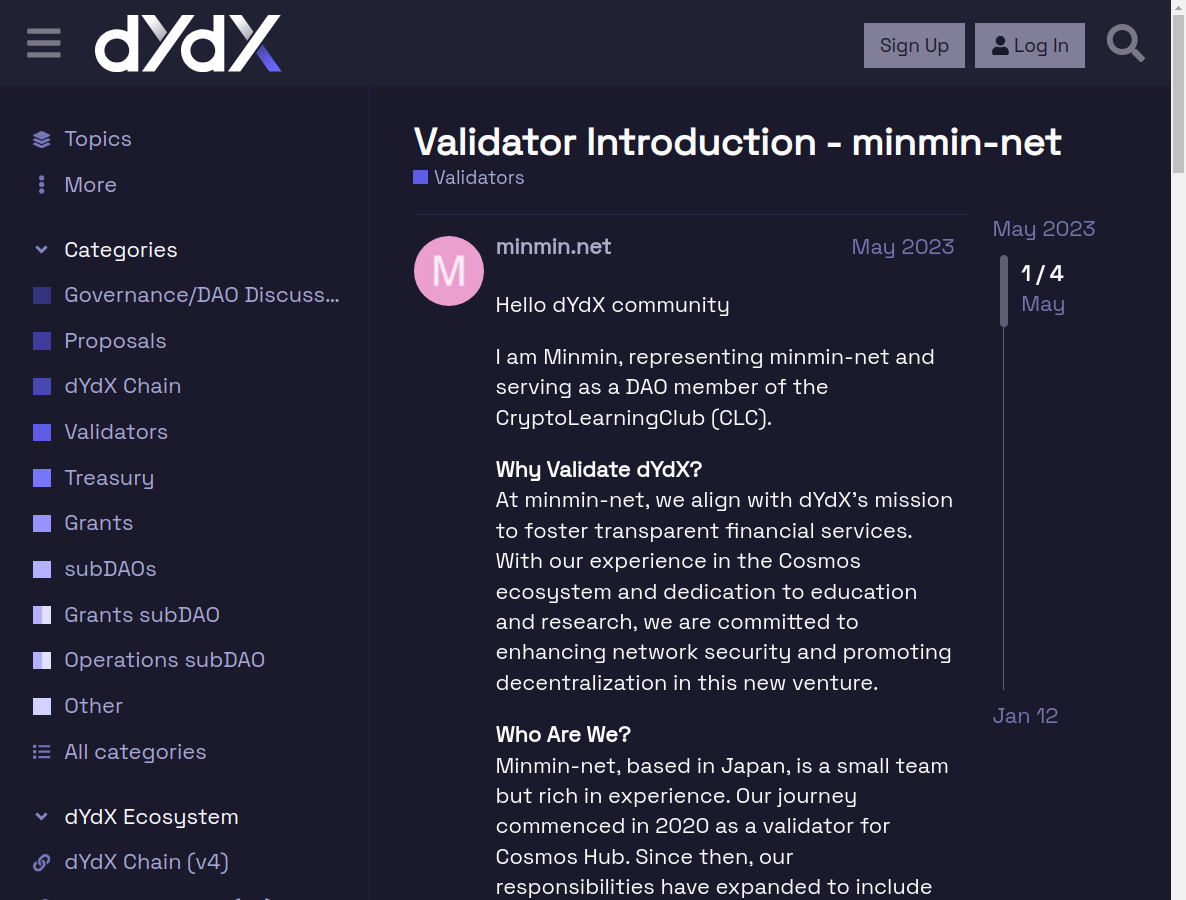 dYdX
Sign Up
Log In
Topics
More
Categories
Governance/DAO Discuss...
Proposals
dYdX Chain
Validators
Treasury
Grants
subDAOs
Grants subDAO
Operations subDAO
Other
All categories
dYdX Ecosystem
dYdX Chain (v4)
Validator Introduction - minmin-net
Validators
M
minmin.net
May 2023
Hello dYdX community
I am Minmin, representing minmin-net and
serving as a DAO member of the
CryptoLearningClub (CLC).
Why Validate dYdX?
At minmin-net, we align with dYdX’s mission
to foster transparent financial services.
With our experience in the Cosmos
ecosystem and dedication to education
and research, we are committed to
enhancing network security and promoting
decentralization in this new venture.
Who Are We?
Minmin-net, based in Japan, is a small team
but rich in experience. Our journey
commenced in 2020 as a validator for
Cosmos Hub. Since then, our
responsibilities have expanded to include
May 2023
1 / 4
May
Jan 12